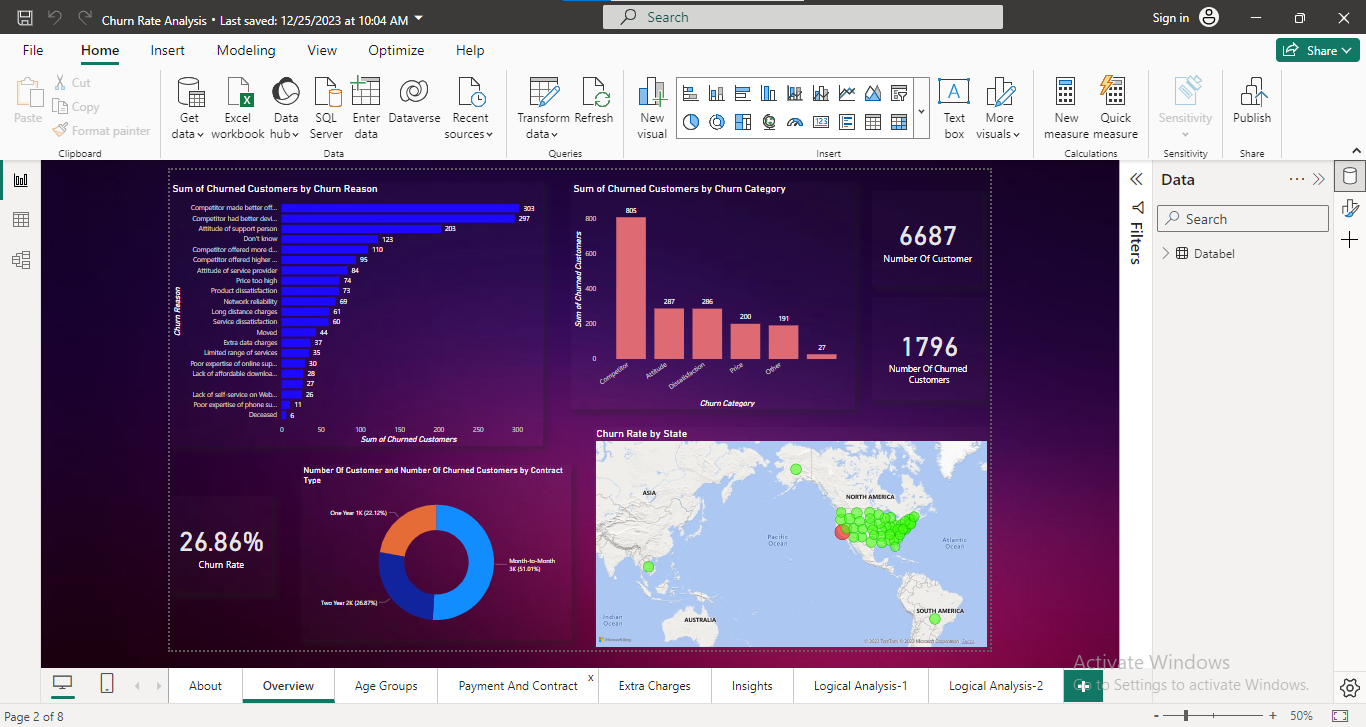 Churn Rate Analysis • Last saved: 12/25/2023 at 10:04 AM
Search
Sign in
File Home Insert Modeling View Optimize Help
Share
Paste
Cut
Copy
Format painter
Clipboard
Get data
Excel workbook
Data hub
SQL Server
Enter data
Dataverse
Recent sources
Data
Transform data
Refresh
Queries
New visual
Text box
More visuals
Insert
New measure
Quick measure
Calculations
Sensitivity
Sensitivity
Publish
Share
Sum of Churned Customers by Churn Reason
Churn Reason
Competitor made better off... 303
Competitor had better devi... 297
Attitude of support person 203
Don't know 123
Competitor offered more d... 110
Competitor offered higher ... 95
Attitude of service provider 84
Price too high 74
Product dissatisfaction 73
Network reliability 69
Long distance charges 61
Service dissatisfaction 60
Moved 44
Extra data charges 37
Limited range of services 35
Poor expertise of online sup... 30
Lack of affordable downloa... 28
27
Lack of self-service on Web... 26
Poor expertise of phone su... 11
Deceased 6
0 50 100 150 200 250 300
Sum of Churned Customers
Sum of Churned Customers by Churn Category
Sum of Churned Customers
800
600
400
200
0
805 287 286 200 191 27
Competitor Attitude Dissatisfaction Price Other
Churn Category
6687
Number Of Customer
1796
Number Of Churned
Customers
26.86%
Churn Rate
Number Of Customer and Number Of Churned Customers by Contract
Type
One Year 1K (22.12%)
Month-to-Month
3K (51.01%)
Two Year 2K (26.87%)
Churn Rate by State
ASIA
NORTH AMERICA
Pacific
Ocean
Atlantic
Ocean
Indian
Ocean
AUSTRALIA
SOUTH AMERICA
Microsoft Bing
© 2023 TomTom, © 2023 Microsoft Corporation Terms
Filters
Data
Search
Databel
Activate Windows
Go to Settings to activate Windows.
About
Overview
Age Groups
Payment And Contract x
Extra Charges
Insights
Logical Analysis-1
Logical Analysis-2
Page 2 of 8
- + 50%